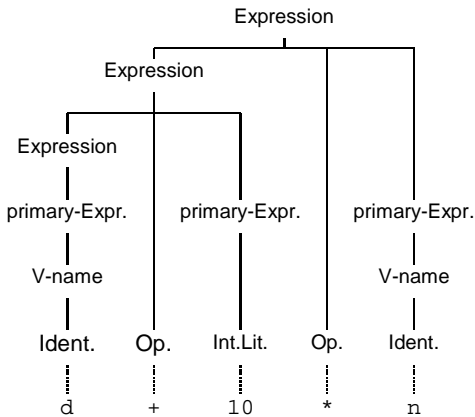 Expression
Expression
Expression
primary-Expr. primary-Expr. primary-Expr.
V-name V-name
Ident. Op. Int.Lit. Op. Ident.
d + 10 * n